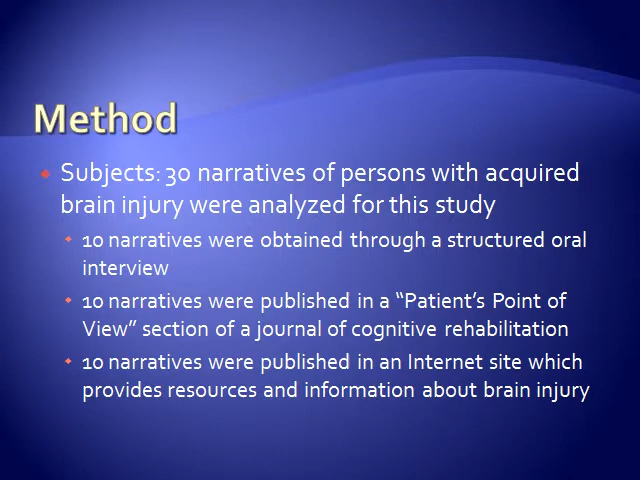 Method
Subjects: 30 narratives of persons with acquired
brain injury were analyzed for this study
10 narratives were obtained through a structured oral
interview
10 narratives were published in a “Patient’s Point of
View” section of a journal of cognitive rehabilitation
10 narratives were published in an Internet site which
provides resources and information about brain injury